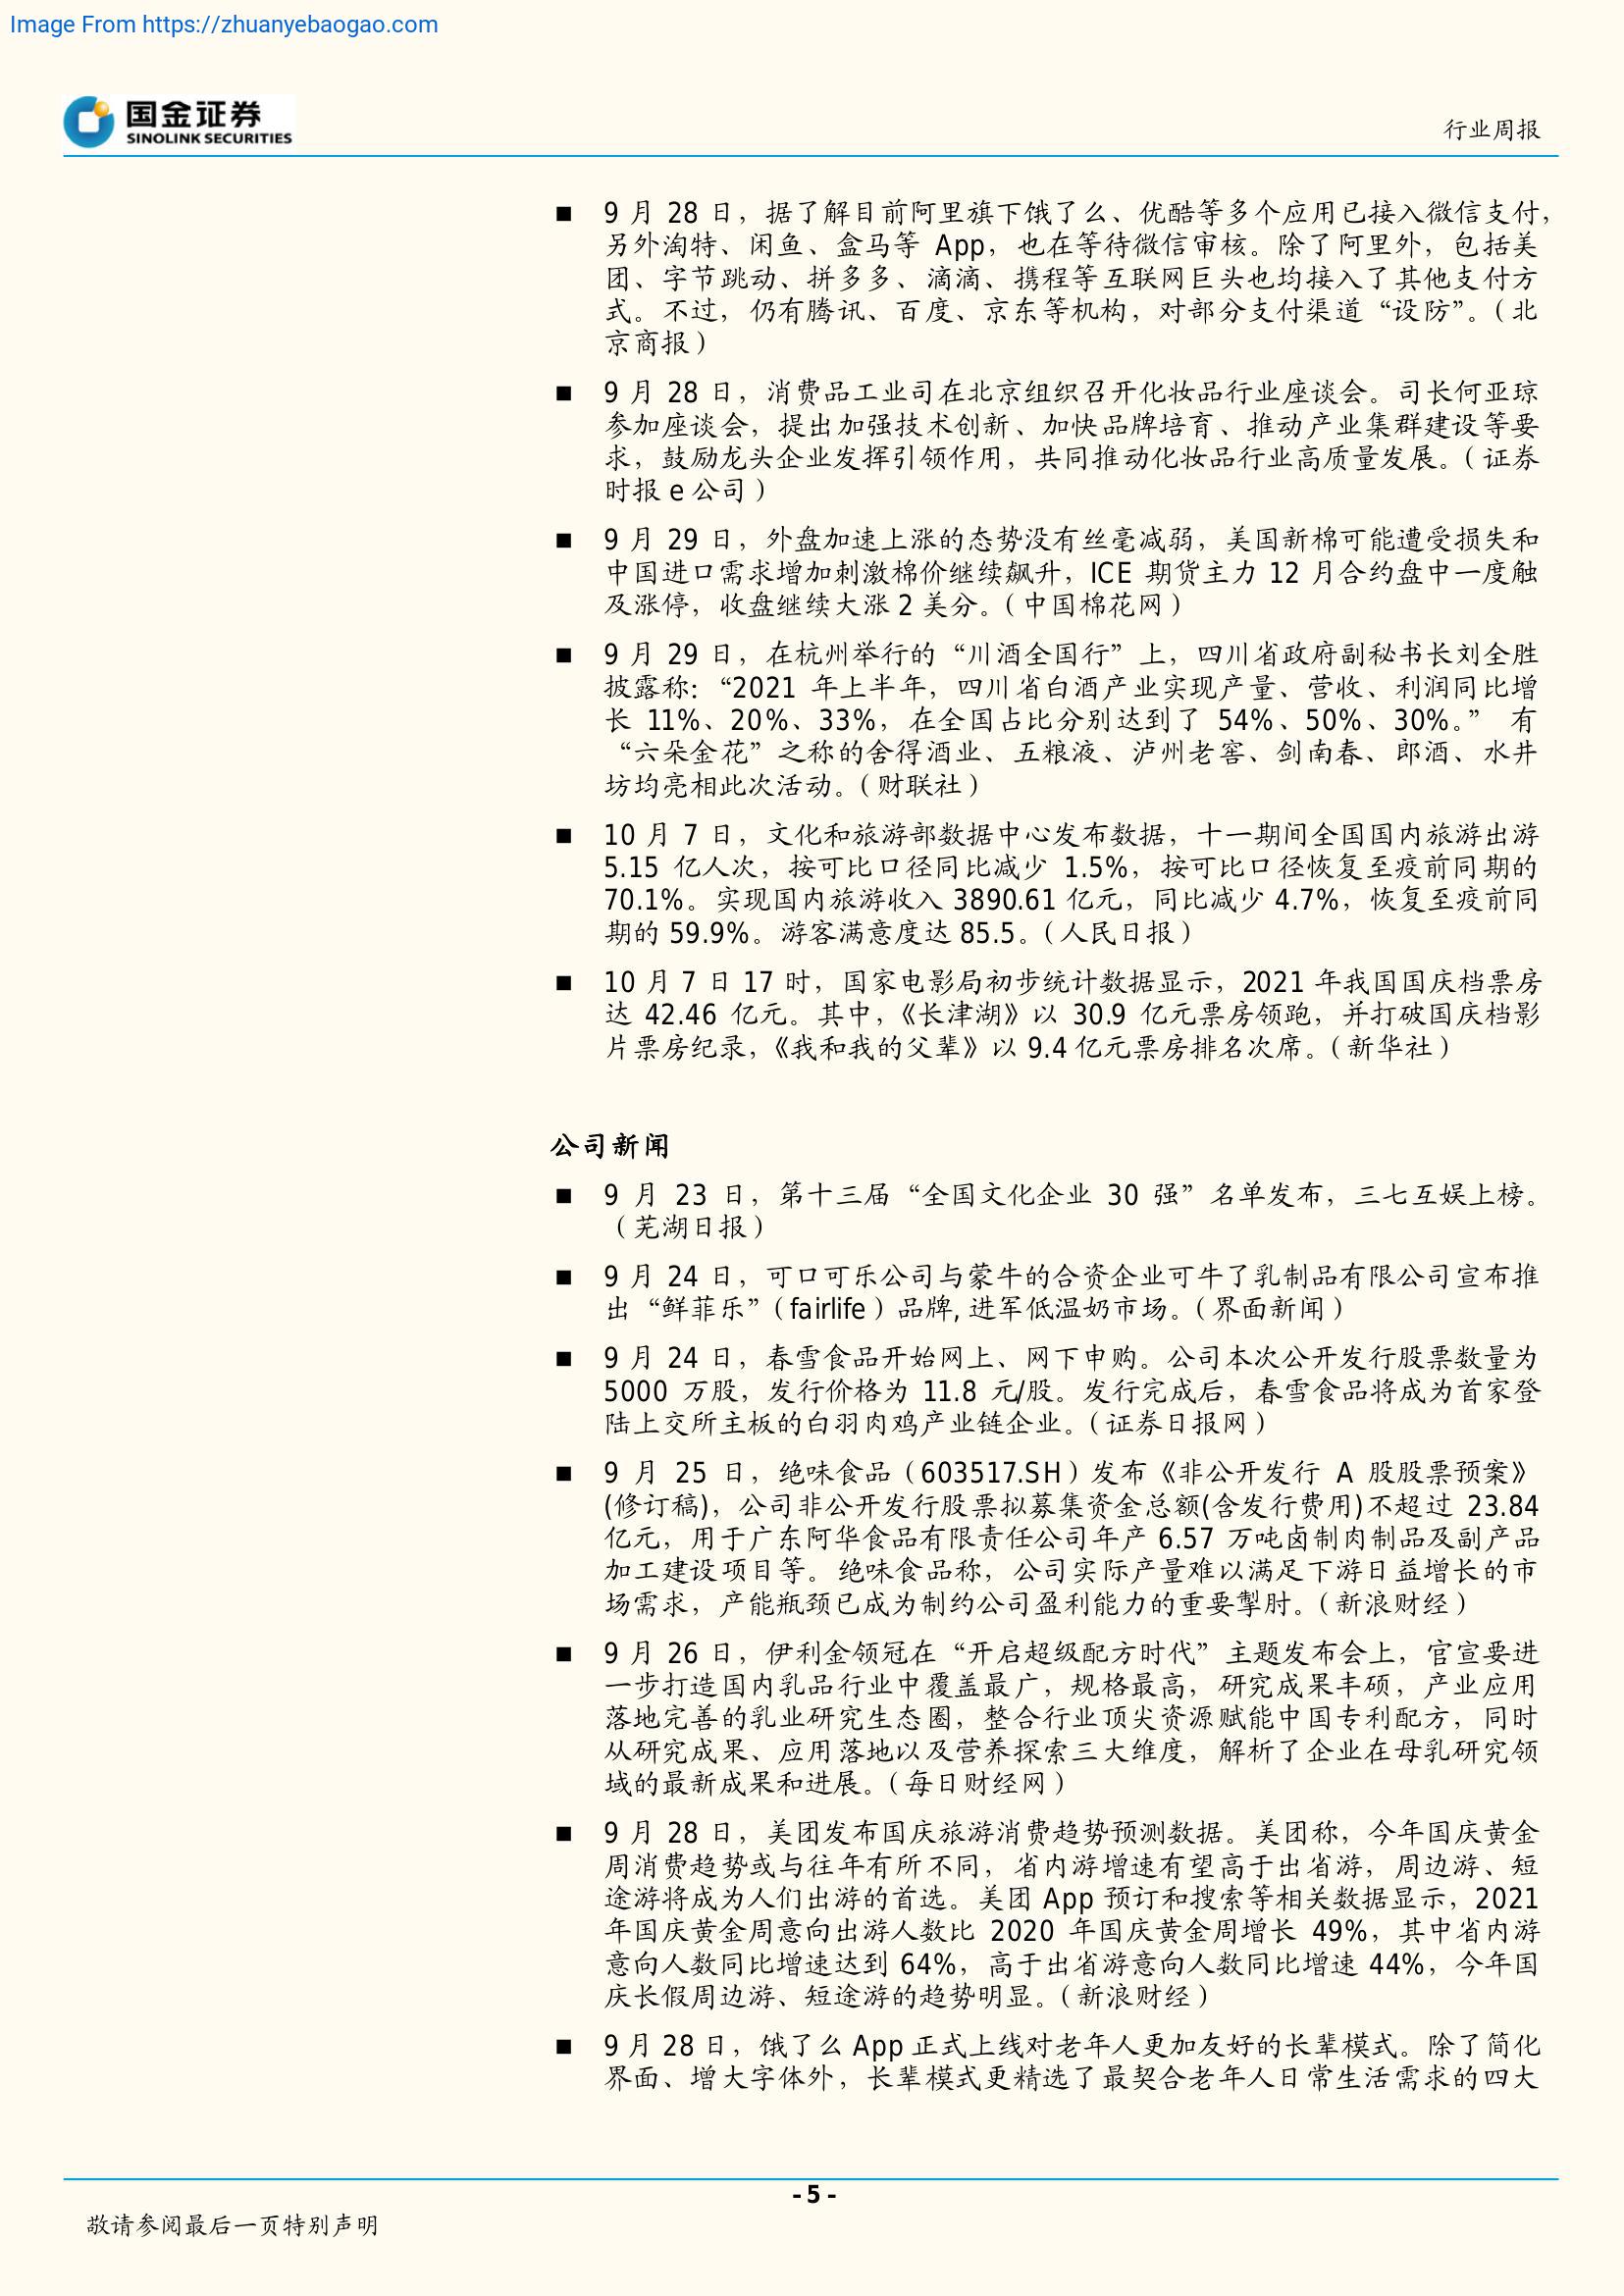 Image From https://zhuanyebaogao.com
国金证券
SINOLINK SECURITIES
行业周报
■ 9 月 28 日，据了解目前阿里旗下饿了么、优酷等多个应用已接入微信支付，
另外淘特、闲鱼、盒马等 App，也在等待微信审核。除了阿里外，包括美
团、字节跳动、拼多多、滴滴、携程等互联网巨头也均接入了其他支付方
式。不过，仍有腾讯、百度、京东等机构，对部分支付渠道“设防”。（北
京商报）
■ 9 月 28 日，消费品工业司在北京组织召开化妆品行业座谈会。司长何亚琼
参加座谈会，提出加强技术创新、加快品牌培育、推动产业集群建设等要
求，鼓励龙头企业发挥引领作用，共同推动化妆品行业高质量发展。（证券
时报 e 公司）
■ 9 月 29 日，外盘加速上涨的态势没有丝毫减弱，美国新棉可能遭受损失和
中国进口需求增加刺激棉价继续飙升，ICE 期货主力 12 月合约盘中一度触
及涨停，收盘继续大涨 2 美分。（中国棉花网）
■ 9 月 29 日，在杭州举行的“川酒全国行”上，四川省政府副秘书长刘全胜
披露称：“2021 年上半年，四川省白酒产业实现产量、营收、利润同比增
长 11%、20%、33%，在全国占比分别达到了 54%、50%、30%。” 有
“六朵金花”之称的舍得酒业、五粮液、泸州老窖、剑南春、郎酒、水井
坊均亮相此次活动。（财联社）
■ 10 月 7 日，文化和旅游部数据中心发布数据，十一期间全国国内旅游出游
5.15 亿人次，按可比口径同比减少 1.5%，按可比口径恢复至疫前同期的
70.1%。实现国内旅游收入 3890.61 亿元，同比减少 4.7%，恢复至疫前同
期的 59.9%。游客满意度达 85.5。（人民日报）
■ 10 月 7 日 17 时，国家电影局初步统计数据显示，2021 年我国国庆档票房
达 42.46 亿元。其中，《长津湖》以 30.9 亿元票房领跑，并打破国庆档影
片票房纪录，《我和我的父辈》以 9.4 亿元票房排名次席。（新华社）
公司新闻
■ 9 月 23 日，第十三届“全国文化企业 30 强”名单发布，三七互娱上榜。
（芜湖日报）
■ 9 月 24 日，可口可乐公司与蒙牛的合资企业可牛了乳制品有限公司宣布推
出“鲜菲乐”（fairlife）品牌, 进军低温奶市场。（界面新闻）
■ 9 月 24 日，春雪食品开始网上、网下申购。公司本次公开发行股票数量为
5000 万股，发行价格为 11.8 元/股。发行完成后，春雪食品将成为首家登
陆上交所主板的白羽肉鸡产业链企业。（证券日报网）
■ 9 月 25 日，绝味食品（603517.SH）发布《非公开发行 A 股股票预案》
(修订稿)，公司非公开发行股票拟募集资金总额(含发行费用)不超过 23.84
亿元，用于广东阿华食品有限责任公司年产 6.57 万吨卤制肉制品及副产品
加工建设项目等。绝味食品称，公司实际产量难以满足下游日益增长的市
场需求，产能瓶颈已成为制约公司盈利能力的重要掣肘。（新浪财经）
■ 9 月 26 日，伊利金领冠在“开启超级配方时代”主题发布会上，官宣要进
一步打造国内乳品行业中覆盖最广，规格最高，研究成果丰硕，产业应用
落地完善的乳业研究生态圈，整合行业顶尖资源赋能中国专利配方，同时
从研究成果、应用落地以及营养探索三大维度，解析了企业在母乳研究领
域的最新成果和进展。（每日财经网）
■ 9 月 28 日，美团发布国庆旅游消费趋势预测数据。美团称，今年国庆黄金
周消费趋势或与往年有所不同，省内游增速有望高于出省游，周边游、短
途游将成为人们出游的首选。美团 App 预订和搜索等相关数据显示，2021
年国庆黄金周意向出游人数比 2020 年国庆黄金周增长 49%，其中省内游
意向人数同比增速达到 64%，高于出省游意向人数同比增速 44%，今年国
庆长假周边游、短途游的趋势明显。（新浪财经）
■ 9 月 28 日，饿了么 App 正式上线对老年人更加友好的长辈模式。除了简化
界面、增大字体外，长辈模式更精选了最契合老年人日常生活需求的四大
- 5 -
敬请参阅最后一页特别声明